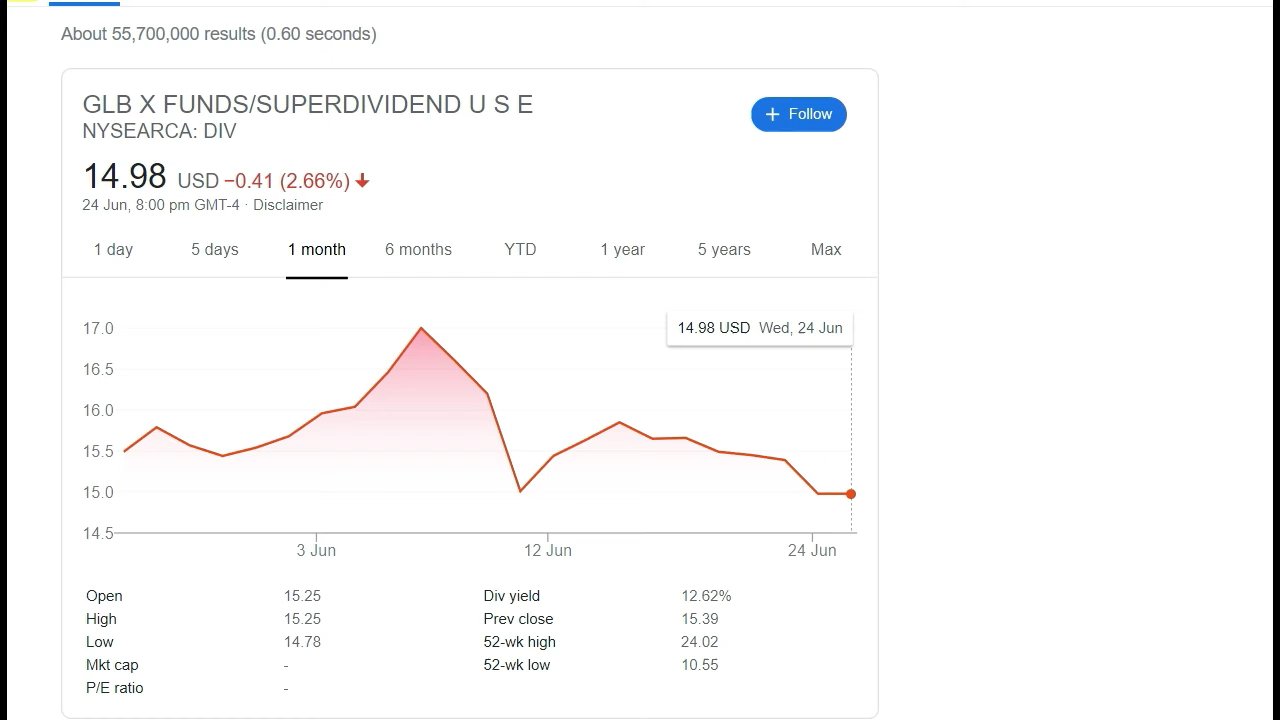 About 55,700,000 results (0.60 seconds)
GLB X FUNDS/SUPERDIVIDEND U S E
NYSEARCA: DIV
+ Follow
14.98 USD −0.41 (2.66%) ↓
24 Jun, 8:00 pm GMT-4 · Disclaimer
1 day 5 days 1 month 6 months YTD 1 year 5 years Max
14.98 USD Wed, 24 Jun
17.0
16.5
16.0
15.5
15.0
14.5
3 Jun 12 Jun 24 Jun
Open 15.25 Div yield 12.62%
High 15.25 Prev close 15.39
Low 14.78 52-wk high 24.02
Mkt cap - 52-wk low 10.55
P/E ratio -